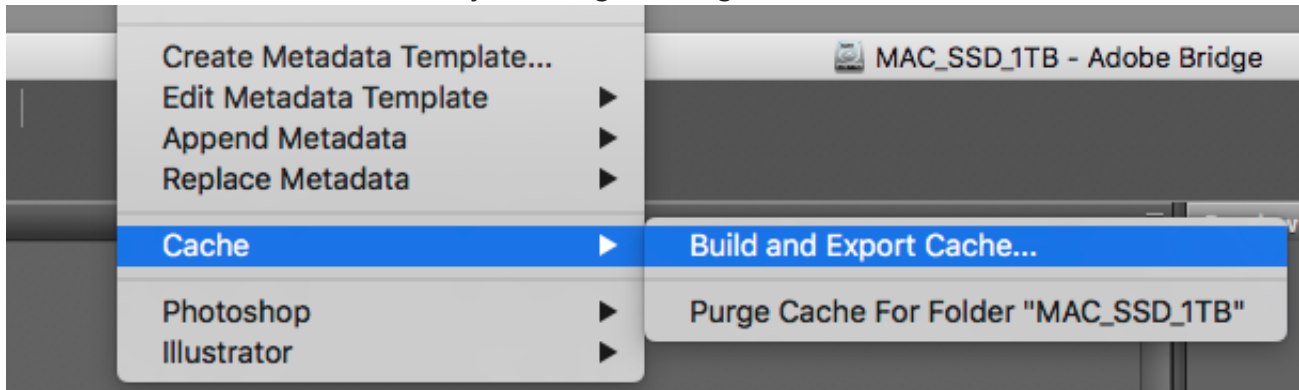 MAC_SSD_1TB - Adobe Bridge
Create Metadata Template...
Edit Metadata Template
Append Metadata
Replace Metadata
Cache
Build and Export Cache...
Purge Cache For Folder "MAC_SSD_1TB"
Photoshop
Illustrator